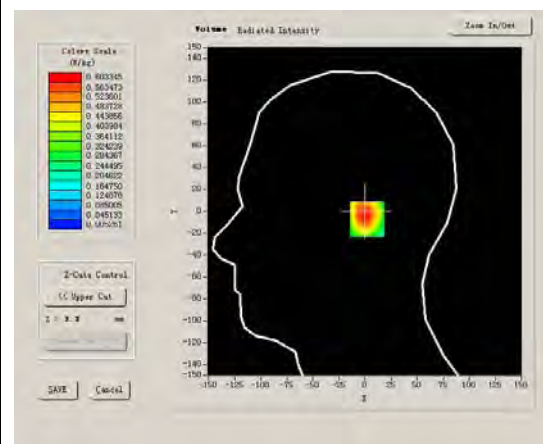 Volume Radiated Intensity
Zoom In/Out
Colors Scale
(W/kg)
0.603345
0.563473
0.523601
0.483728
0.443856
0.403984
0.364112
0.324239
0.284367
0.244495
0.204622
0.164750
0.124878
0.085005
0.045133
Z-Cuts Control
<< Upper Cut
mm
SAVE
Cancel
150
120
100
80
60
40
20
0
-20
-40
-60
-80
-100
-120
-140
-150
Y
-150 -125 -100 -75 -50 -25 0 25 50 75 100 125 150
X